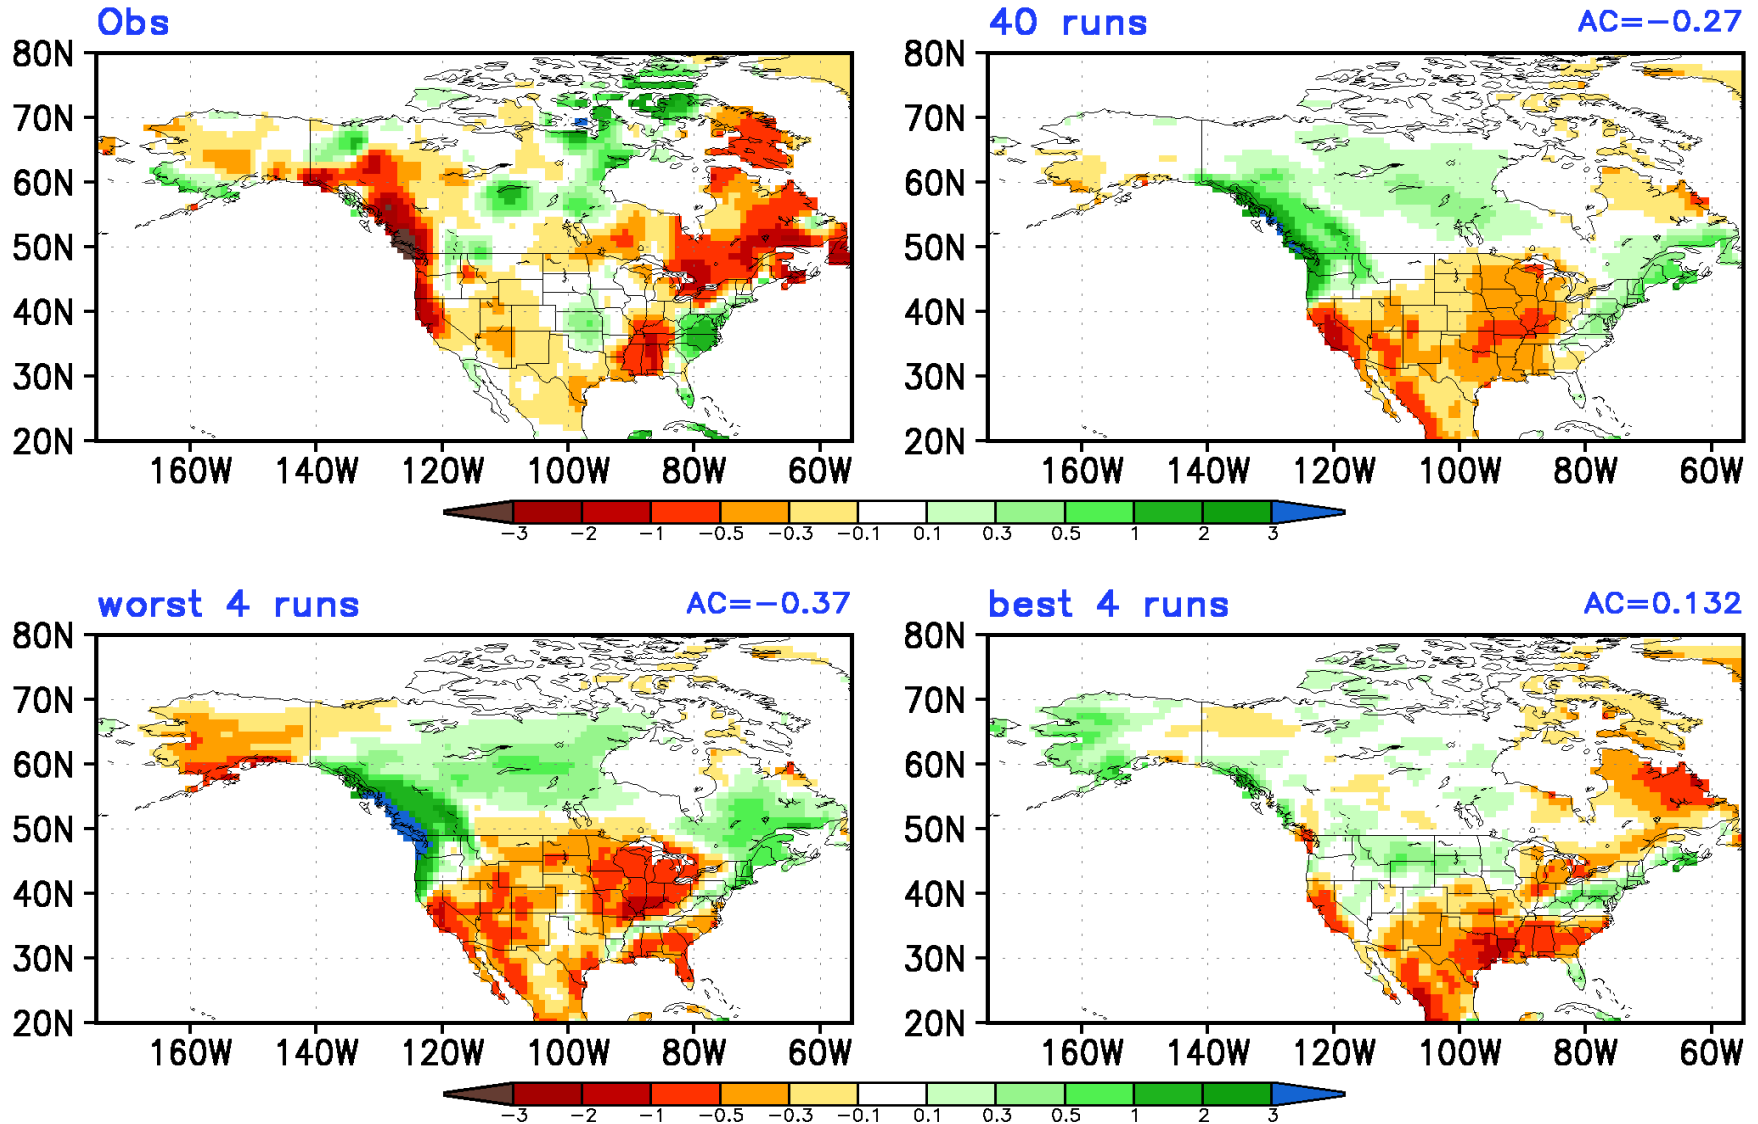 Obs
40 runs AC=-0.27
80N 80N
70N 70N
60N 60N
50N 50N
40N 40N
30N 30N
20N 20N
160W 140W 120W 100W 80W 60W 160W 140W 120W 100W 80W 60W
-3 -2 -1 -0.5 -0.3 -0.1 0.1 0.3 0.5 1 2 3
worst 4 runs AC=-0.37
best 4 runs AC=0.132
80N 80N
70N 70N
60N 60N
50N 50N
40N 40N
30N 30N
20N 20N
160W 140W 120W 100W 80W 60W 160W 140W 120W 100W 80W 60W
-3 -2 -1 -0.5 -0.3 -0.1 0.1 0.3 0.5 1 2 3